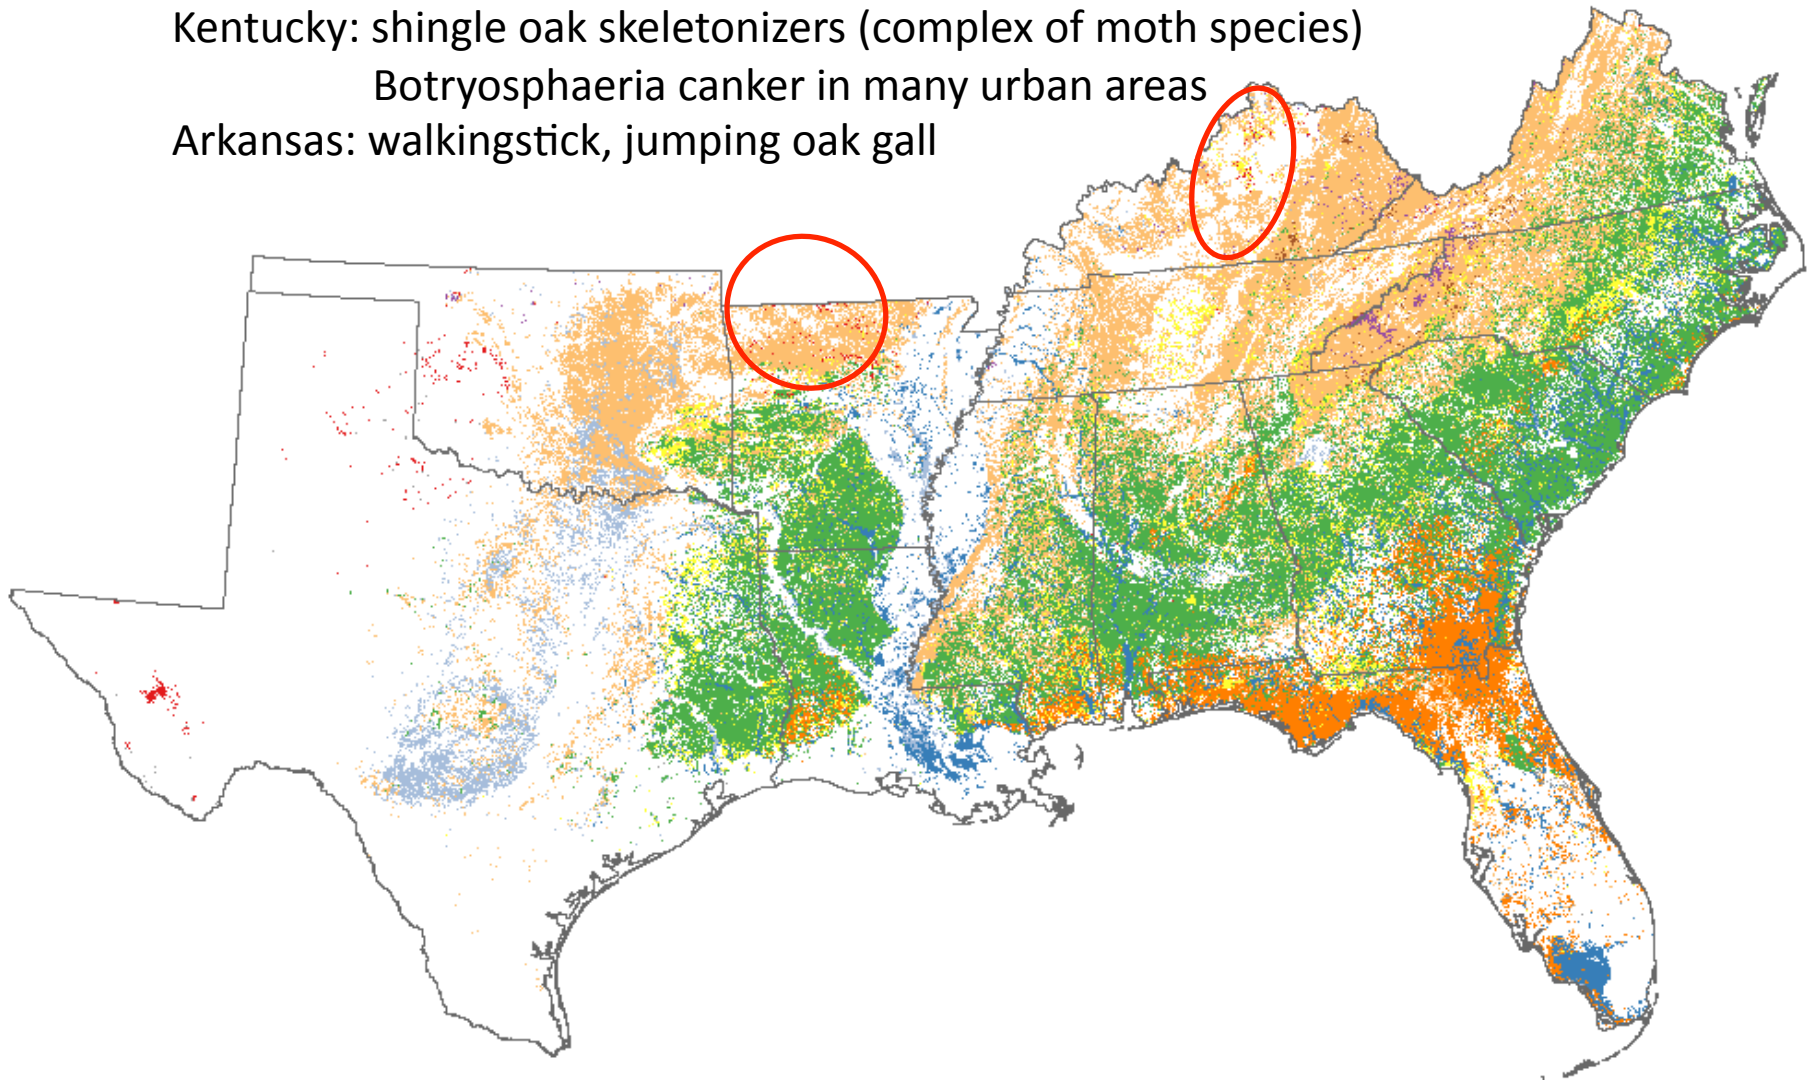 Kentucky: shingle oak skeletonizers (complex of moth species)
Botryosphaeria canker in many urban areas
Arkansas: walkingstick, jumping oak gall